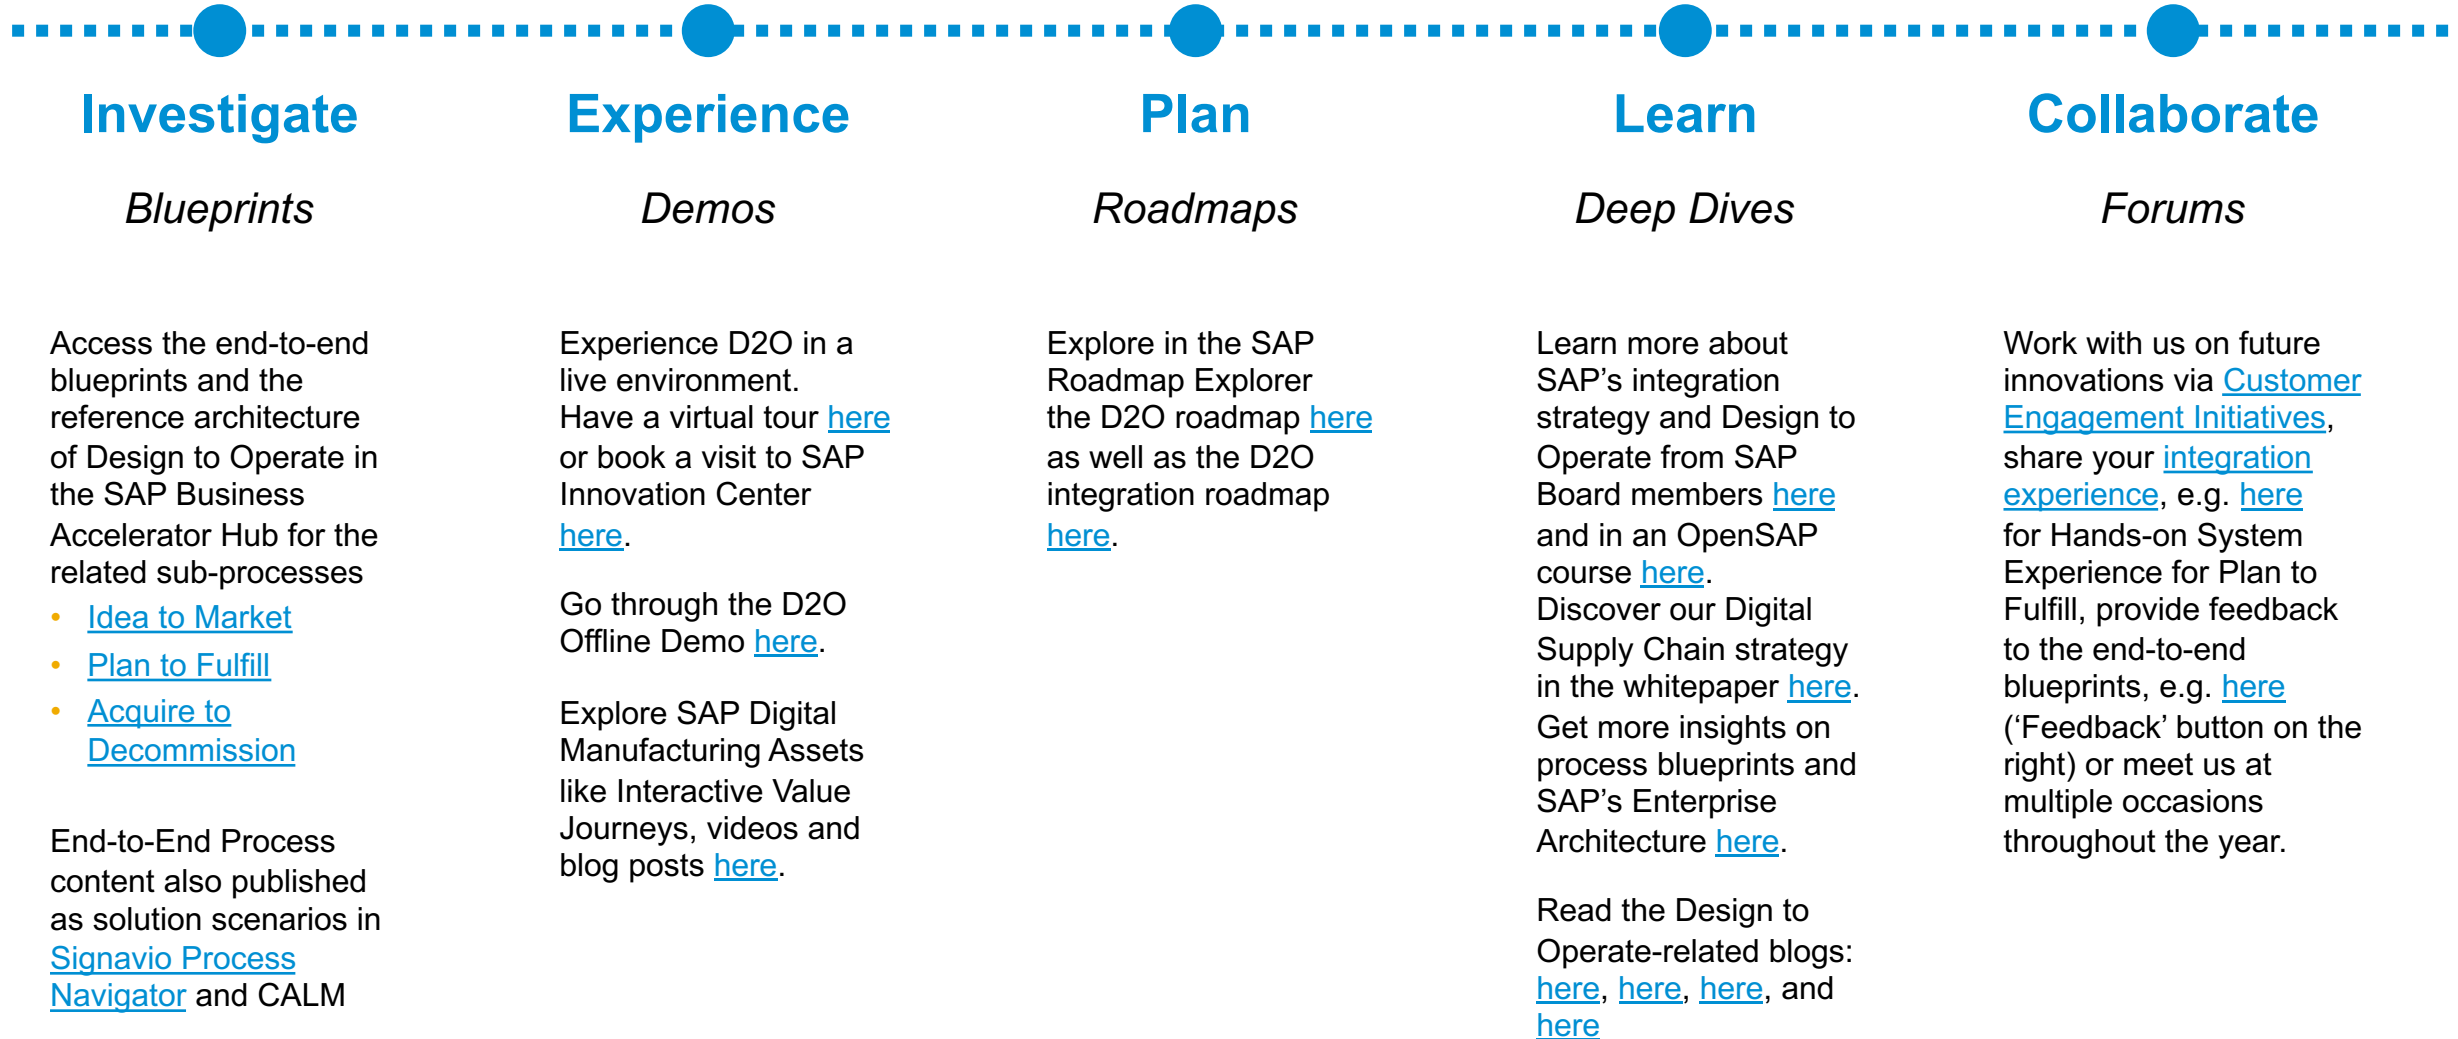 Investigate
Blueprints
Access the end-to-end
blueprints and the
reference architecture
of Design to Operate in
the SAP Business
Accelerator Hub for the
related sub-processes
• Idea to Market
• Plan to Fulfill
• Acquire to
Decommission
End-to-End Process
content also published
as solution scenarios in
Signavio Process
Navigator and CALM
Experience
Demos
Experience D2O in a
live environment.
Have a virtual tour here
or book a visit to SAP
Innovation Center
here.
Go through the D2O
Offline Demo here.
Explore SAP Digital
Manufacturing Assets
like Interactive Value
Journeys, videos and
blog posts here.
Plan
Roadmaps
Explore in the SAP
Roadmap Explorer
the D2O roadmap here
as well as the D2O
integration roadmap
here.
Learn
Deep Dives
Learn more about
SAP’s integration
strategy and Design to
Operate from SAP
Board members here
and in an OpenSAP
course here.
Discover our Digital
Supply Chain strategy
in the whitepaper here.
Get more insights on
process blueprints and
SAP’s Enterprise
Architecture here.
Read the Design to
Operate-related blogs:
here, here, here, and
here
Collaborate
Forums
Work with us on future
innovations via Customer
Engagement Initiatives,
share your integration
experience, e.g. here
for Hands-on System
Experience for Plan to
Fulfill, provide feedback
to the end-to-end
blueprints, e.g. here
(‘Feedback’ button on the
right) or meet us at
multiple occasions
throughout the year.